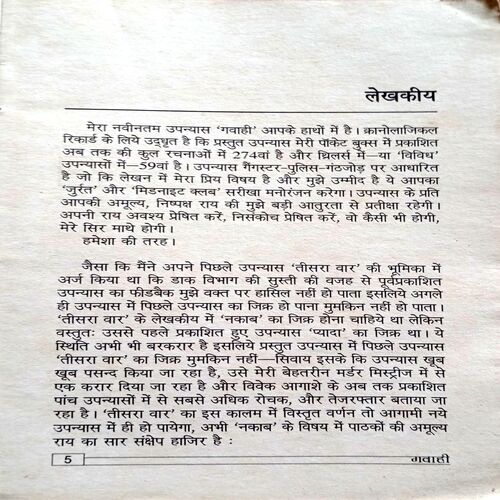 लेखकीय
मेरा नवीनतम उपन्यास ‘गवाही’ आपके हाथों में है। क्रानोलाजिकल
रिकार्ड के लिये उद्धृत है कि प्रस्तुत उपन्यास मेरी पॉकेट बुक्स में प्रकाशित
अब तक की कुल रचनाओं में 274वां है और थ्रिलर्स में—या ‘विविध’
उपन्यासों में—59वां है। उपन्यास गैंगस्टर-पुलिस-गंठजोड़ पर आधारित
है जो कि लेखन में मेरा प्रिय विषय है और मुझे उम्मीद है ये आपका
‘जुर्रत’ और ‘मिडनाइट क्लब’ सरीखा मनोरंजन करेगा। उपन्यास के प्रति
आपकी अमूल्य, निष्पक्ष राय की मुझे बड़ी आतुरता से प्रतीक्षा रहेगी।
अपनी राय अवश्य प्रेषित करें, निसंकोच प्रेषित करें, वो कैसी भी होगी,
मेरे सिर माथे होगी।
हमेशा की तरह।
जैसा कि मैंने अपने पिछले उपन्यास ‘तीसरा वार’ की भूमिका में
अर्ज किया था कि डाक विभाग की सुस्ती की वजह से पूर्वप्रकाशित
उपन्यास का फीडबैक मुझे वक्त पर हासिल नहीं हो पाता इसलिये अगले
ही उपन्यास में पिछले उपन्यास का जिक्र हो पाना मुमकिन नहीं हो पाता।
‘तीसरा वार’ के लेखकीय में ‘नकाब’ का जिक्र होना चाहिये था लेकिन
वस्तुतः उससे पहले प्रकाशित हुए उपन्यास ‘प्यादा’ का जिक्र था। ये
स्थिति अभी भी बरकरार है इसलिये प्रस्तुत उपन्यास में पिछले उपन्यास
‘तीसरा वार’ का जिक्र मुमकिन नहीं—सिवाय इसके कि उपन्यास खूब
खूब पसन्द किया जा रहा है, उसे मेरी बेहतरीन मर्डर मिस्ट्रीज में से
एक करार दिया जा रहा है और विवेक आगाशे के अब तक प्रकाशित
पांच उपन्यासों में से सबसे अधिक रोचक, और तेजरफ्तार बताया जा
रहा है। ‘तीसरा वार’ का इस कालम में विस्तृत वर्णन तो आगामी नये
उपन्यास में ही हो पायेगा, अभी ‘नकाब’ के विषय में पाठकों की अमूल्य
राय का सार संक्षेप हाजिर है :
5 गवाही